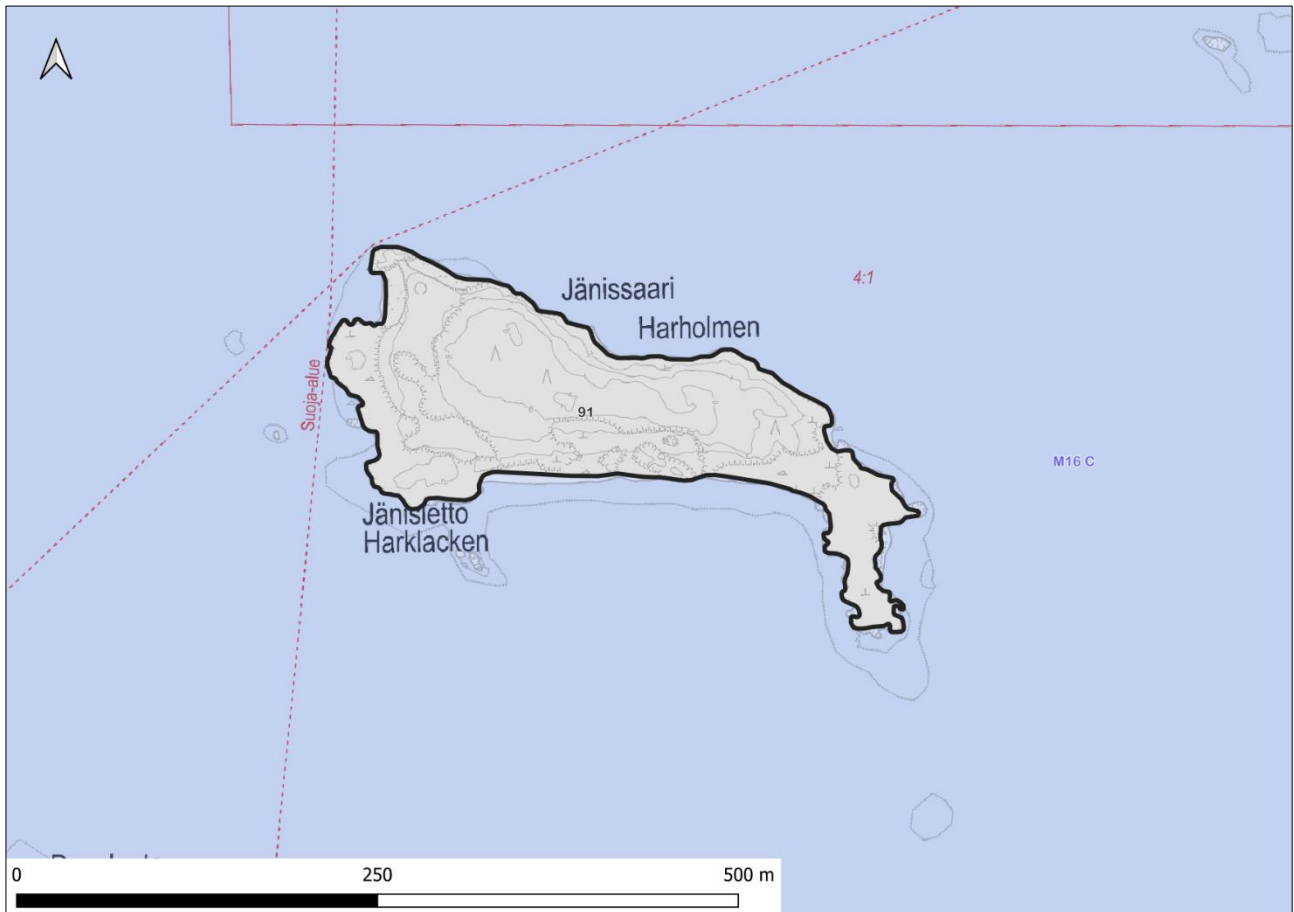 4:1
Jänissaari
Harholmen
Suoja-alue
91
M16 C
Jänisletto
Harklacken
0 250 500 m